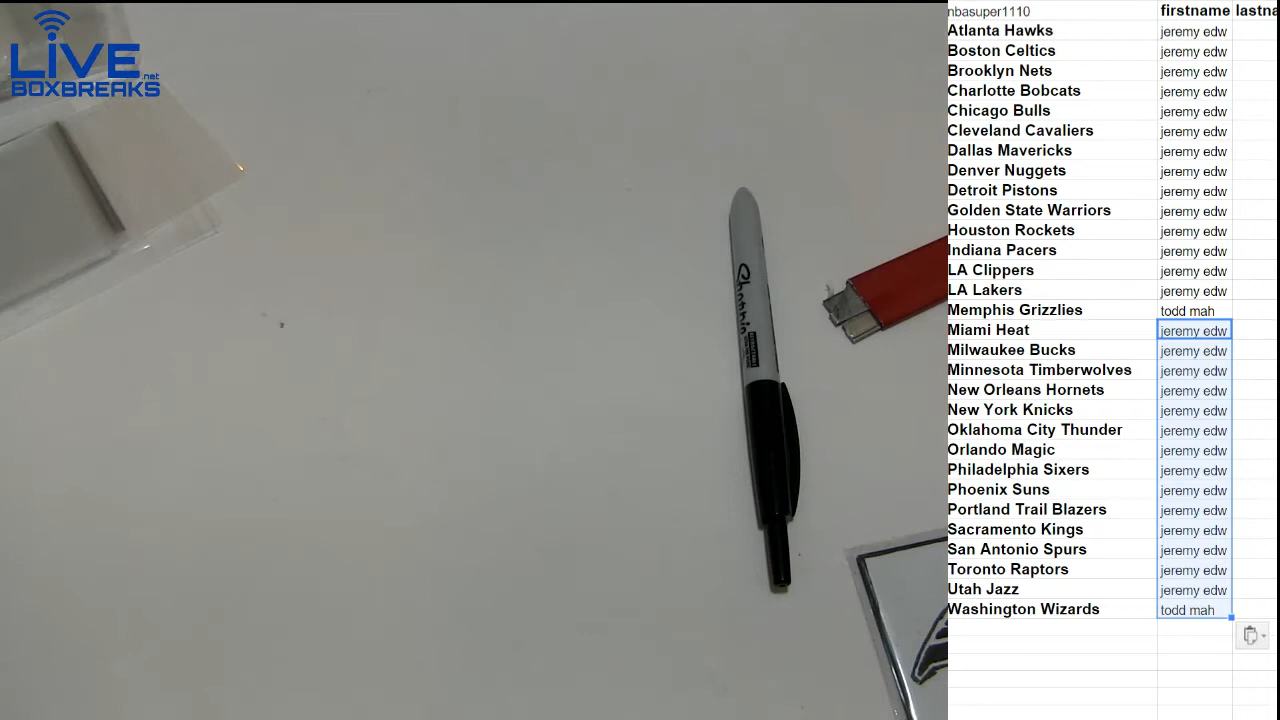 LIVE.net
BOXBREAKS
Sharpie
nbasuper1110 firstname lastna
Atlanta Hawks jeremy edw
Boston Celtics jeremy edw
Brooklyn Nets jeremy edw
Charlotte Bobcats jeremy edw
Chicago Bulls jeremy edw
Cleveland Cavaliers jeremy edw
Dallas Mavericks jeremy edw
Denver Nuggets jeremy edw
Detroit Pistons jeremy edw
Golden State Warriors jeremy edw
Houston Rockets jeremy edw
Indiana Pacers jeremy edw
LA Clippers jeremy edw
LA Lakers jeremy edw
Memphis Grizzlies todd mah
Miami Heat jeremy edw
Milwaukee Bucks jeremy edw
Minnesota Timberwolves jeremy edw
New Orleans Hornets jeremy edw
New York Knicks jeremy edw
Oklahoma City Thunder jeremy edw
Orlando Magic jeremy edw
Philadelphia Sixers jeremy edw
Phoenix Suns jeremy edw
Portland Trail Blazers jeremy edw
Sacramento Kings jeremy edw
San Antonio Spurs jeremy edw
Toronto Raptors jeremy edw
Utah Jazz jeremy edw
Washington Wizards todd mah